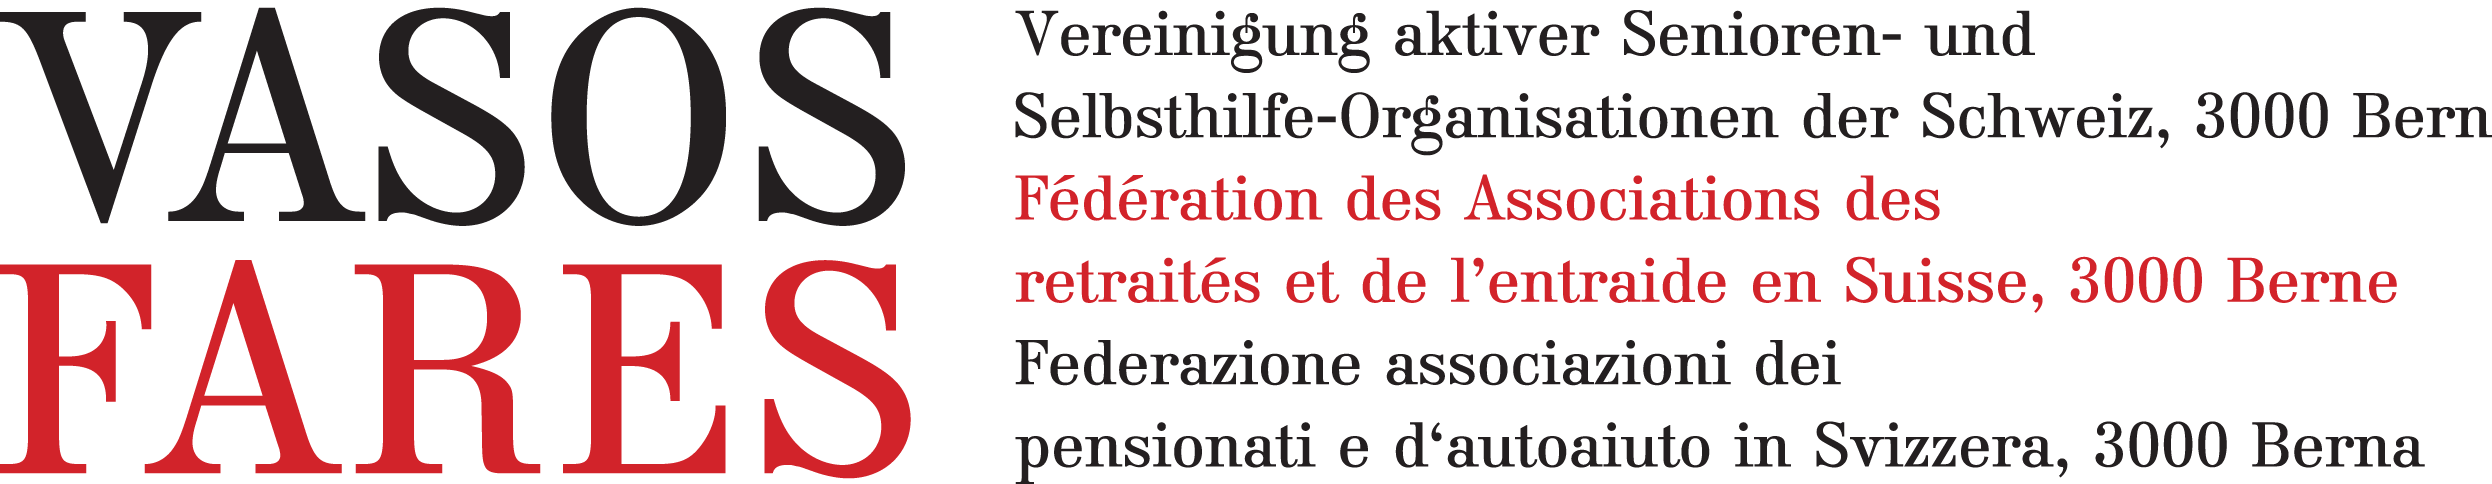 VASOS
FARES
Vereinigung aktiver Senioren- und
Selbsthilfe-Organisationen der Schweiz, 3000 Bern
Fédération des Associations des
retraités et de l’entraide en Suisse, 3000 Berne
Federazione associazioni dei
pensionati e d‘autoaiuto in Svizzera, 3000 Berna